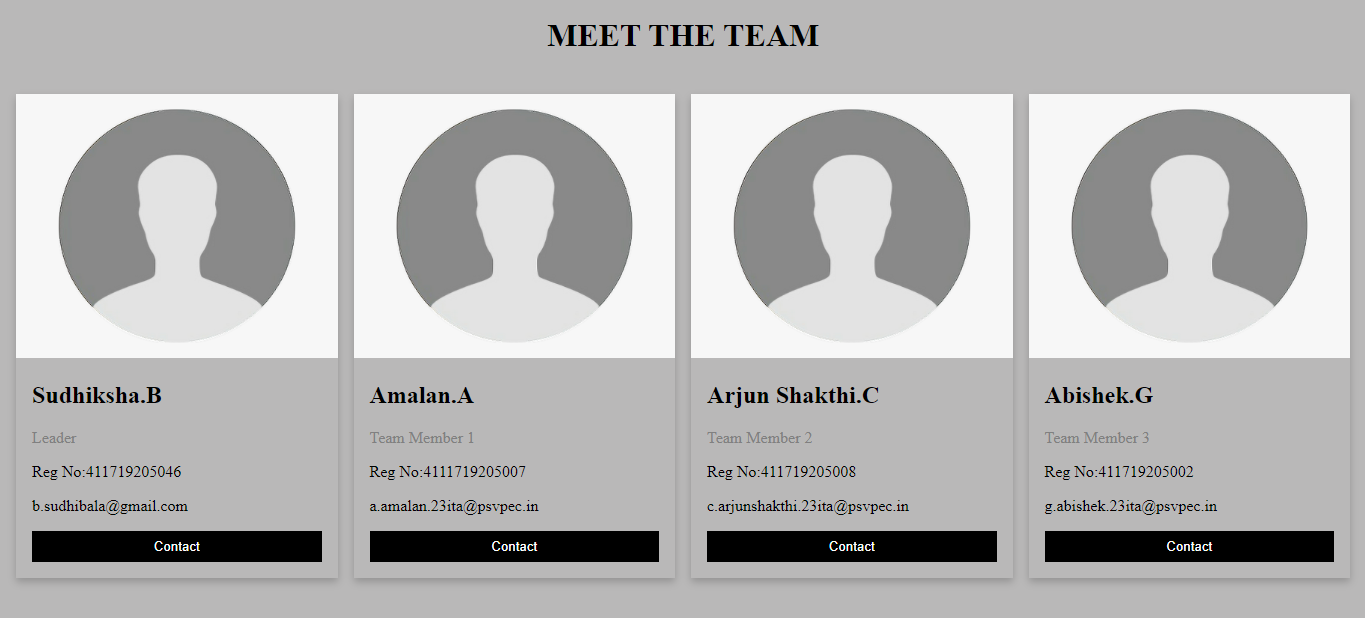 MEET THE TEAM
Sudhiksha.B
Leader
Reg No:411719205046
b.sudhibala@gmail.com
Contact
Amalan.A
Team Member 1
Reg No:4111719205007
a.amalan.23ita@psvpec.in
Contact
Arjun Shakthi.C
Team Member 2
Reg No:411719205008
c.arjunshakthi.23ita@psvpec.in
Contact
Abishek.G
Team Member 3
Reg No:411719205002
g.abishek.23ita@psvpec.in
Contact